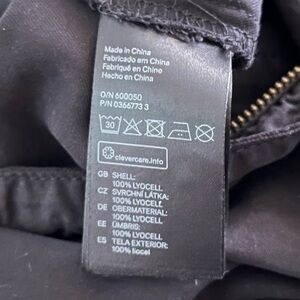 Made in China
Fabricado em China
Fabriqué en Chine
Hecho en China
O/N 600050
P/N 0366773 3
30
clevercare.info
GB SHELL:
100% LYOCELL
CZ SVRCHNÍ LÁTKA:
100% LYOCELL
DE OBERMATERIAL:
100% LYOCELL
EE ÜMBRIS:
100% LYOCELL
ES TELA EXTERIOR:
100% liocel